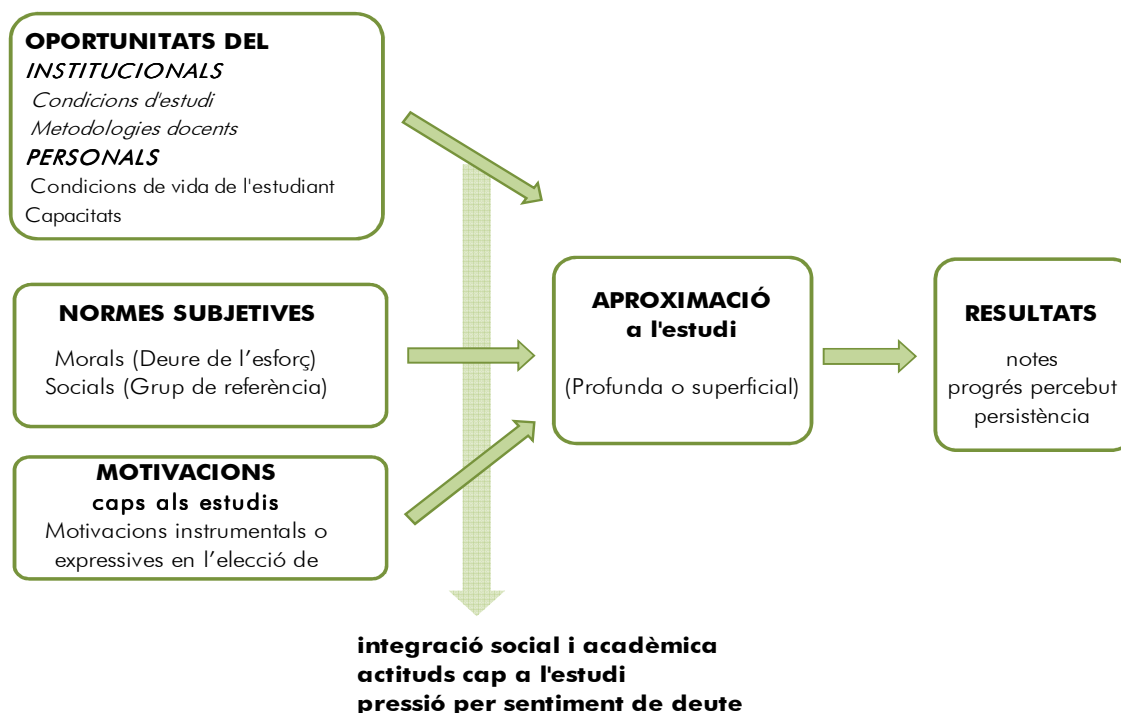 OPORTUNITATS DEL
INSTITUCIONALS
Condicions d'estudi
Metodologies docents
PERSONALS
Condicions de vida de l'estudiant
Capacitats
NORMES SUBJETIVES
Morals (Deure de l’esforç)
Socials (Grup de referència)
MOTIVACIONS
caps als estudis
Motivacions instrumentals o
expressives en l’elecció de
APROXIMACIÓ
a l'estudi
(Profunda o superficial)
RESULTATS
notes
progrés percebut
persistència
integració social i acadèmica
actituds cap a l'estudi
pressió per sentiment de deute